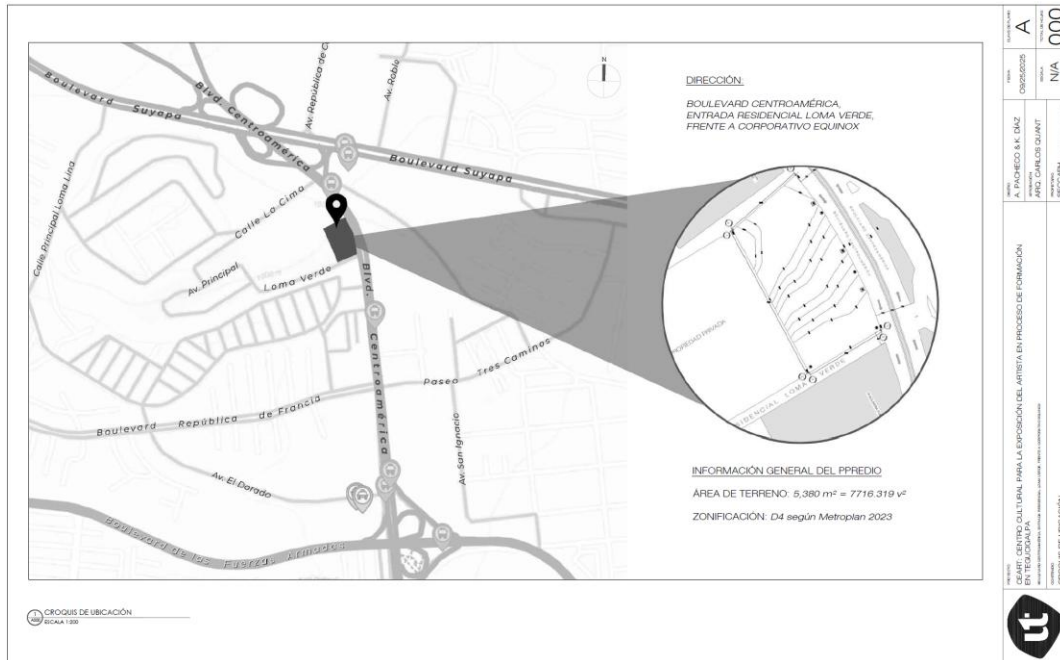 Boulevard Suyapa
Blvd. Centroamérica
Av. República de C
Av. Roble
N
Boulevard Suyapa
Calle Principal Loma Linda
Calle La Cima
Av. Principal
Loma Verde
Blvd. Centroamérica
Paseo Tres Caminos
Boulevard República de Francia
Av. San Ignacio
Av. El Dorado
Boulevard de las Fuerzas Armadas
DIRECCIÓN:
BOULEVARD CENTROAMÉRICA,
ENTRADA RESIDENCIAL LOMA VERDE,
FRENTE A CORPORATIVO EQUINOX
PROPIEDAD PRIVADA
SIDENCIAL LOMA VERDE
INFORMACIÓN GENERAL DEL PPREDIO
ÁREA DE TERRENO: 5,380 m² = 7716.319 v²
ZONIFICACIÓN: D4 según Metroplan 2023
1
CROQUIS DE UBICACIÓN
ESCALA 1:200
A
000
09/25/2025
N/A
A. PACHECO & K. DÍAZ
ARQ. CARLOS QUANT
CEART: CENTRO CULTURAL PARA LA EXPOSICIÓN DEL ARTISTA EN PROCESO DE FORMACIÓN
EN TEGUCIGALPA
ut